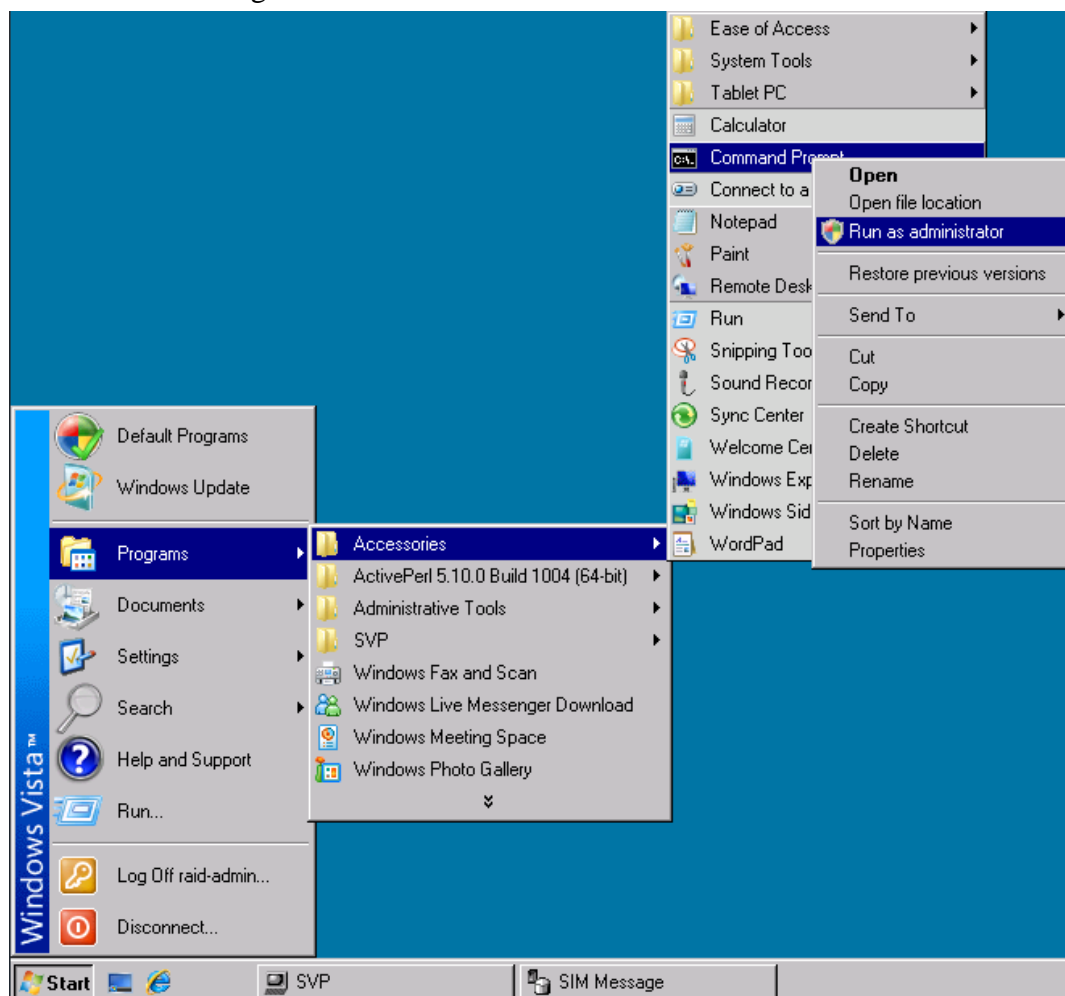 Ease of Access
System Tools
Tablet PC
Calculator
Command Prompt
Connect to a
Notepad
Paint
Remote Desk
Run
Snipping Too
Sound Recor
Sync Center
Welcome Cen
Windows Exp
Windows Sid
WordPad
Open
Open file location
Run as administrator
Restore previous versions
Send To
Cut
Copy
Create Shortcut
Delete
Rename
Sort by Name
Properties
Default Programs
Windows Update
Programs
Documents
Settings
Search
Help and Support
Run...
Log Off raid-admin...
Disconnect...
Windows Vista™
Accessories
ActivePerl 5.10.0 Build 1004 (64-bit)
Administrative Tools
SVP
Windows Fax and Scan
Windows Live Messenger Download
Windows Meeting Space
Windows Photo Gallery
Start
SVP
SIM Message